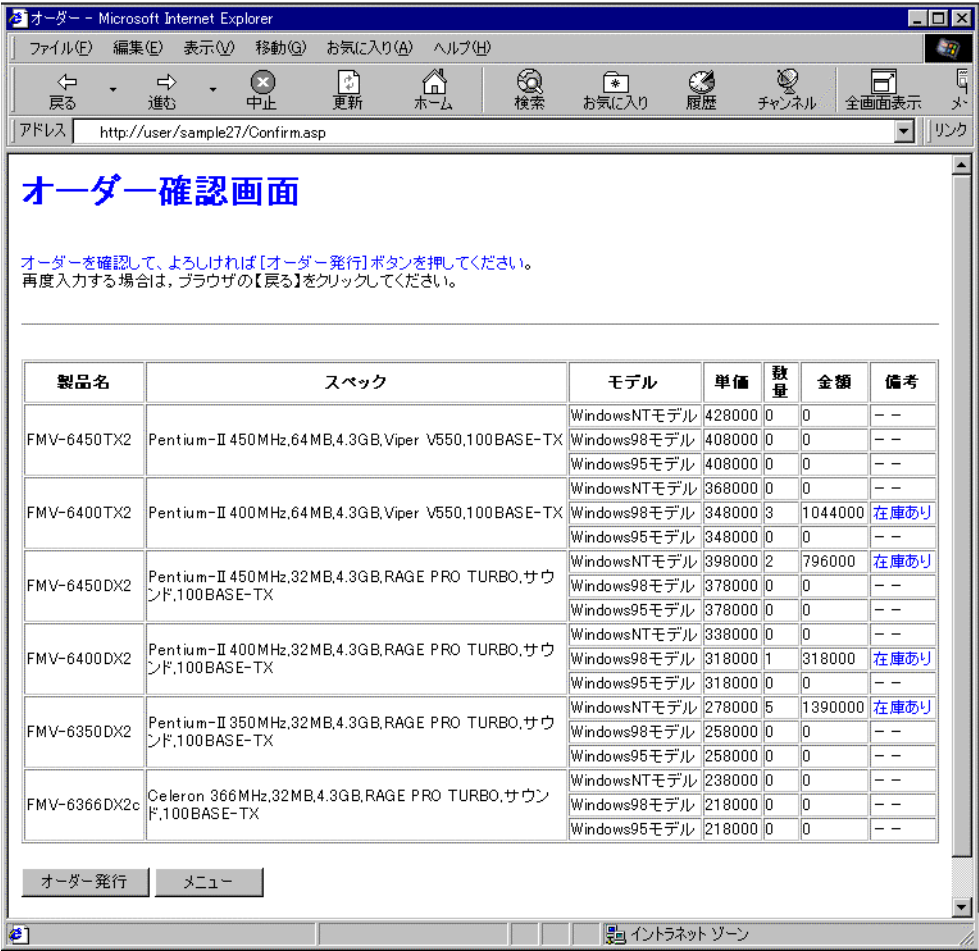 オーダー - Microsoft Internet Explorer
ファイル(F) 編集(E) 表示(V) 移動(G) お気に入り(A) ヘルプ(H)
戻る 進む 中止 更新 ホーム 検索 お気に入り 履歴 チャンネル 全画面表示
アドレス http://user/sample27/Confirm.asp リンク
オーダー確認画面
オーダーを確認して、よろしければ[オーダー発行]ボタンを押してください。
再度入力する場合は,ブラウザの【戻る】をクリックしてください。
製品名 スペック モデル 単価 数量 金額 備考
FMV-6450TX2 Pentium-II 450MHz,64MB,4.3GB,Viper V550,100BASE-TX WindowsNTモデル 428000 0 0 - -
Windows98モデル 408000 0 0 - -
Windows95モデル 408000 0 0 - -
FMV-6400TX2 Pentium-II 400MHz,64MB,4.3GB,Viper V550,100BASE-TX WindowsNTモデル 368000 0 0 - -
Windows98モデル 348000 3 1044000 在庫あり
Windows95モデル 348000 0 0 - -
FMV-6450DX2 Pentium-II 450MHz,32MB,4.3GB,RAGE PRO TURBO,サウンド,100BASE-TX WindowsNTモデル 398000 2 796000 在庫あり
Windows98モデル 378000 0 0 - -
Windows95モデル 378000 0 0 - -
FMV-6400DX2 Pentium-II 400MHz,32MB,4.3GB,RAGE PRO TURBO,サウンド,100BASE-TX WindowsNTモデル 338000 0 0 - -
Windows98モデル 318000 1 318000 在庫あり
Windows95モデル 318000 0 0 - -
FMV-6350DX2 Pentium-II 350MHz,32MB,4.3GB,RAGE PRO TURBO,サウンド,100BASE-TX WindowsNTモデル 278000 5 1390000 在庫あり
Windows98モデル 258000 0 0 - -
Windows95モデル 258000 0 0 - -
FMV-6366DX2c Celeron 366MHz,32MB,4.3GB,RAGE PRO TURBO,サウンド,100BASE-TX WindowsNTモデル 238000 0 0 - -
Windows98モデル 218000 0 0 - -
Windows95モデル 218000 0 0 - -
オーダー発行 メニュー
イントラネット ゾーン